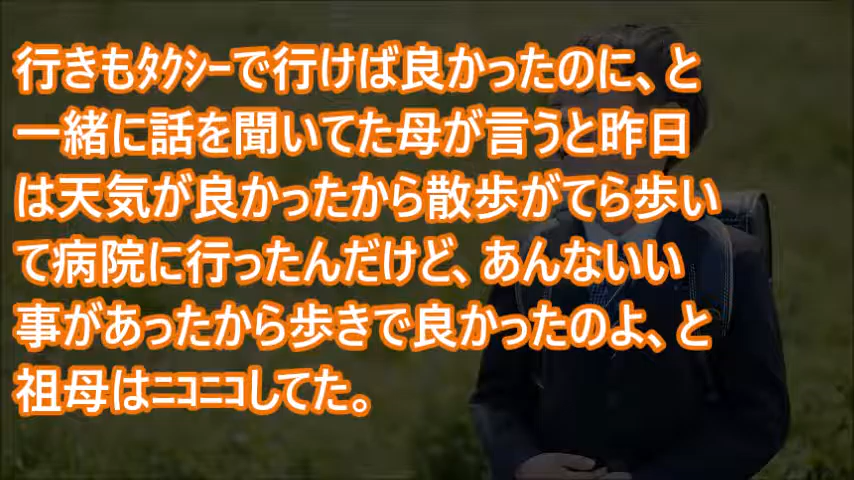 行きもﾀｸｼｰで行けば良かったのに、と
一緒に話を聞いてた母が言うと昨日
は天気が良かったから散歩がてら歩い
て病院に行ったんだけど、あんないい
事があったから歩きで良かったのよ、と
祖母はﾆｺﾆｺしてた。